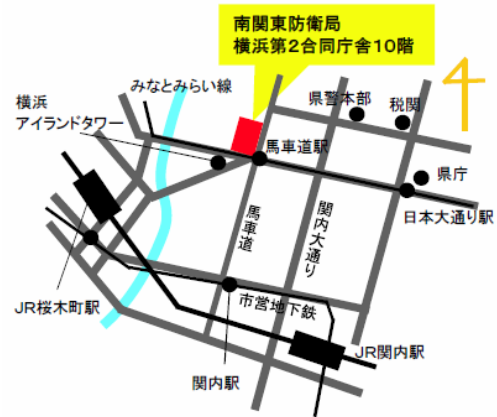 南関東防衛局
横浜第2合同庁舎10階
みなとみらい線
横浜
アイランドタワー
県警本部
税関
馬車道駅
県庁
日本大通り駅
馬車道
関内大通り
市営地下鉄
JR桜木町駅
JR関内駅
関内駅